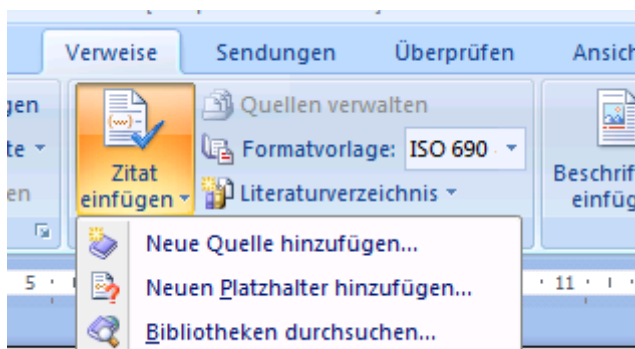 Verweise Sendungen Überprüfen Ansich
gen Quellen verwalten
te Formatvorlage: ISO 690
en Zitat einfügen Literaturverzeichnis Beschrif einfüg
Neue Quelle hinzufügen...
5 11
Neuen Platzhalter hinzufügen...
Bibliotheken durchsuchen...